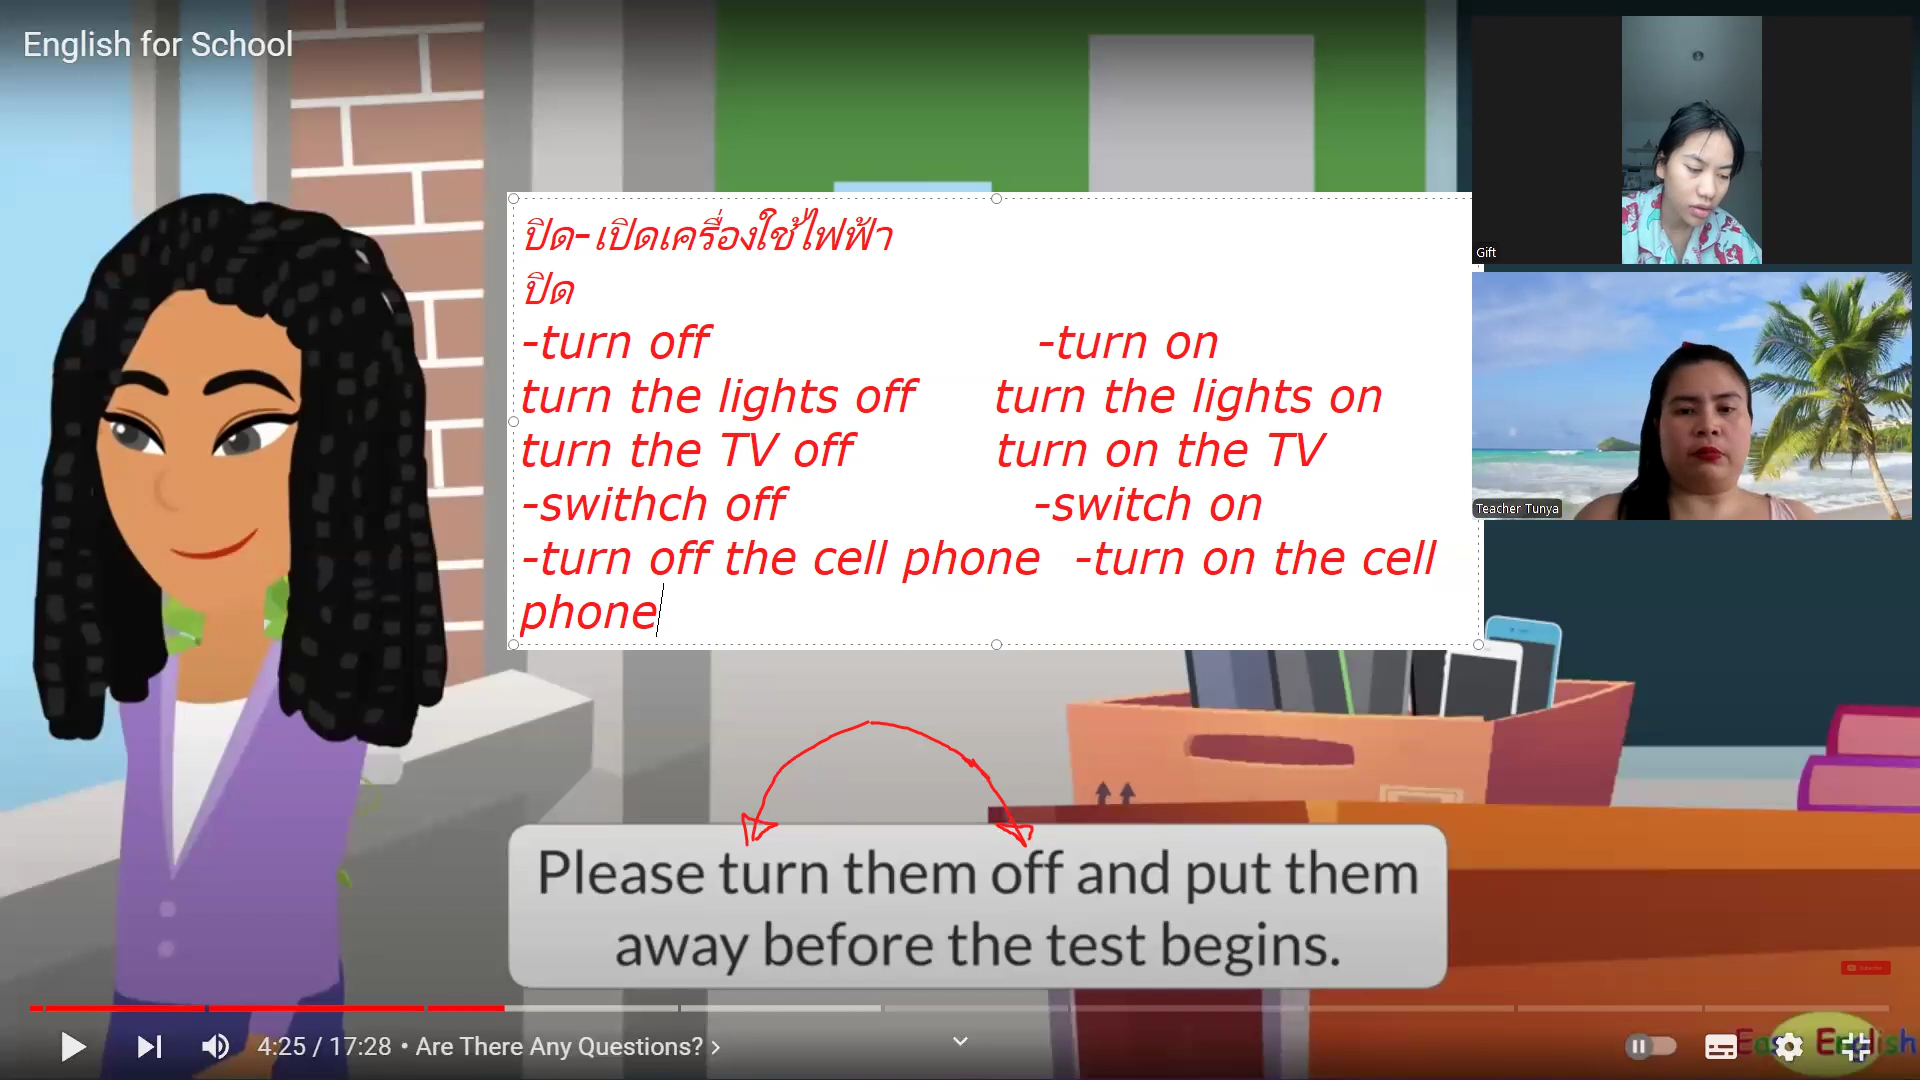 English for School
Gift
ปิด-เปิดเครื่องใช้ไฟฟ้า
ปิด
-turn off -turn on
turn the lights off turn the lights on
turn the TV off turn on the TV
-swithch off -switch on
Teacher Tunya
-turn off the cell phone -turn on the cell
phone
Please turn them off and put them
away before the test begins.
4:25 / 17:28 • Are There Any Questions? >
Easy English